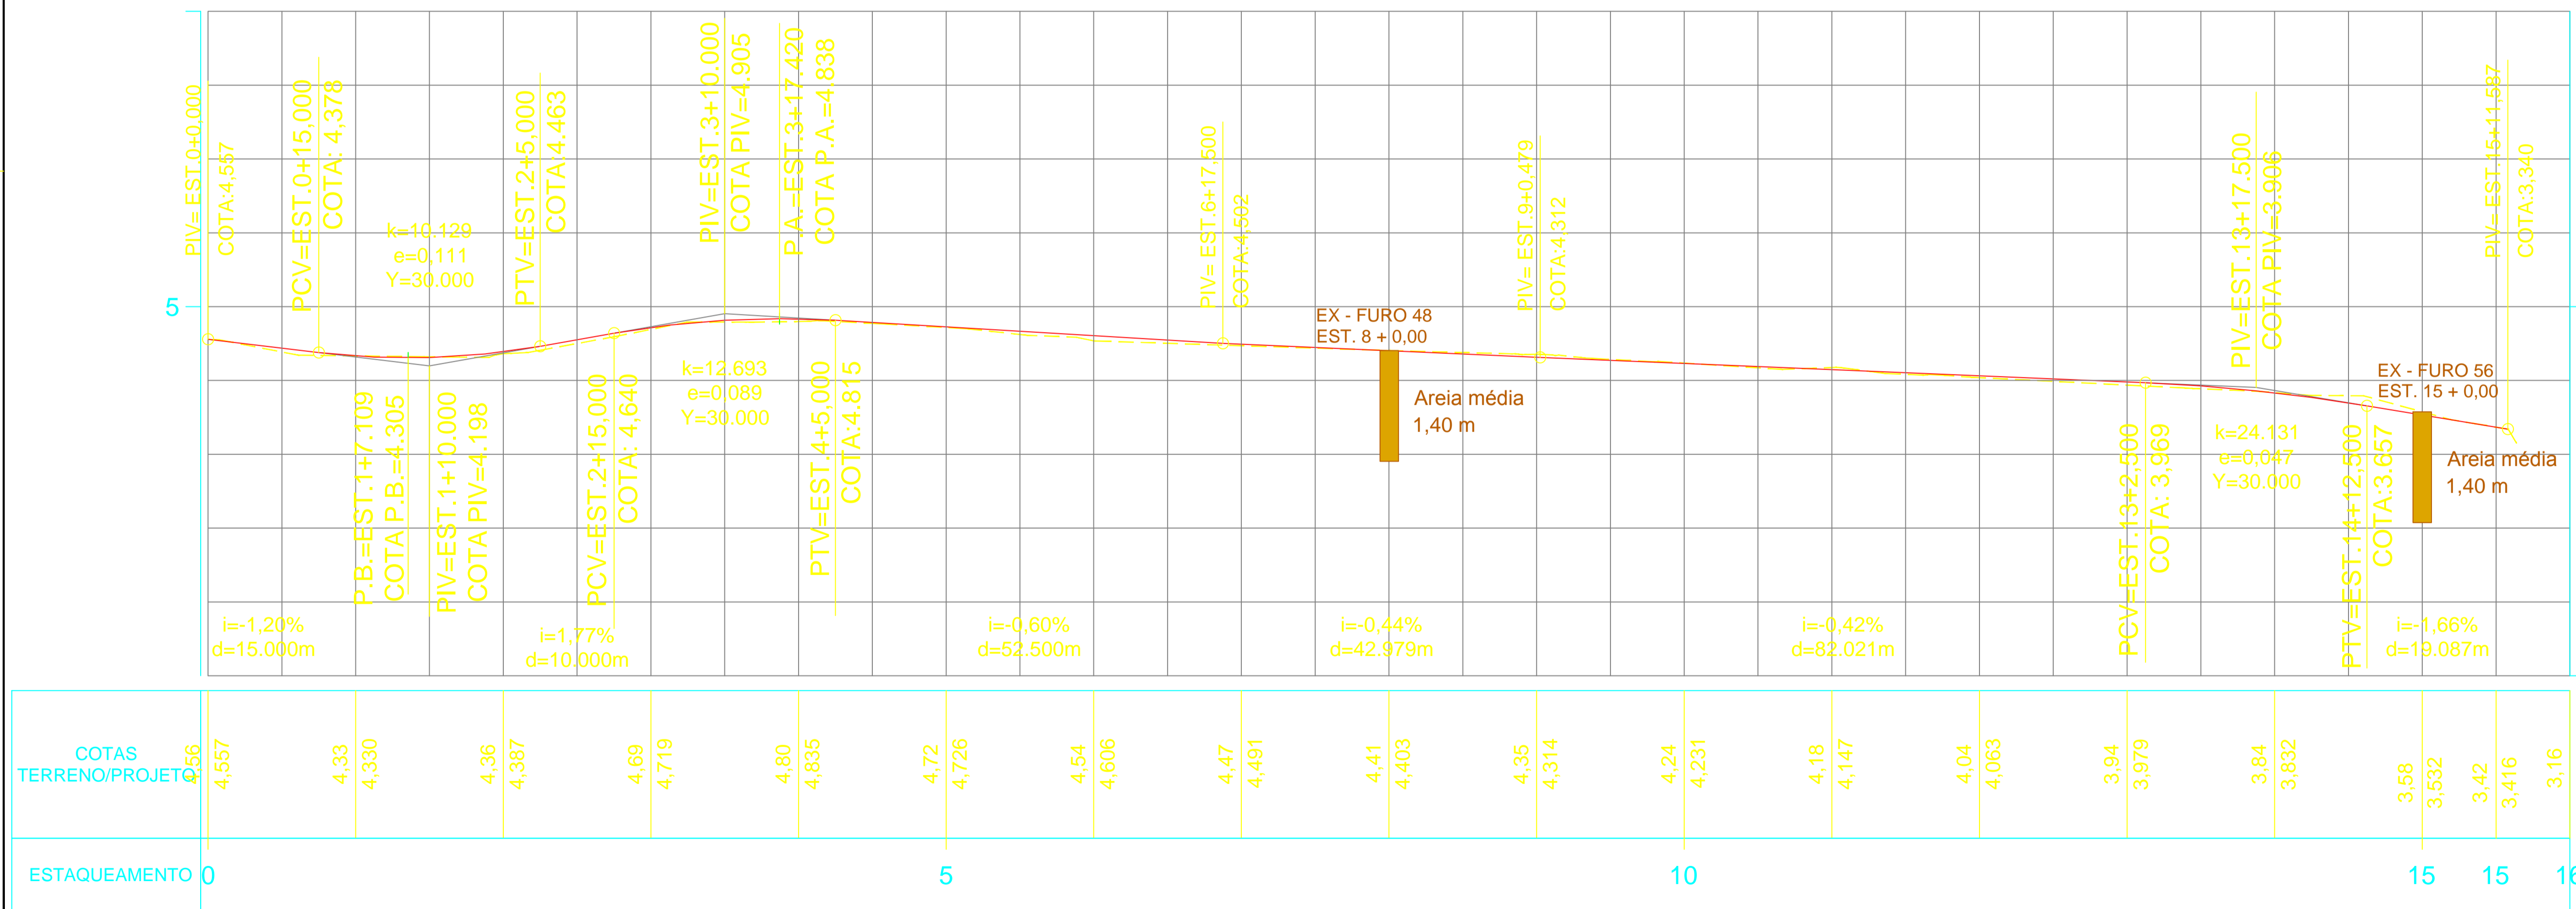 PIV= EST.0+0.000
COTA:4,557
PCV=EST.0+15,000
COTA: 4,378
k=10.129
e=0,111
Y=30.000
PTV=EST.2+5,000
COTA:4.463
PIV=EST.3+10.000
COTA PIV=4.905
P.A.=EST.3+17.420
COTA P.A.=4.838
PIV= EST.6+17,500
COTA:4,502
PIV= EST.9+0,479
COTA:4.312
PIV=EST.13+17.500
COTA PIV=3.906
PIV= EST.15+11,587
COTA:3,340
5
EX - FURO 48
EST. 8 + 0,00
Areia média
1,40 m
EX - FURO 56
EST. 15 + 0,00
Areia média
1,40 m
P.B.=EST.1+7.109
COTA P.B.=4.305
PIV=EST.1+10.000
COTA PIV=4.198
PCV=EST.2+15,000
COTA: 4,640
k=12.693
e=0.089
Y=30.000
PTV=EST.4+5,000
COTA:4.815
PCV=EST.13+2,500
COTA: 3,969
k=24.131
e=0,047
Y=30.000
PTV=EST.14+12,500
COTA:3.657
i=-1,20%
d=15.000m
i=1,77%
d=10.000m
i=-0,60%
d=52.500m
i=-0,44%
d=42.979m
i=-0,42%
d=82.021m
i=-1,66%
d=19.087m
COTAS
TERRENO/PROJETO
4,56
4,557
4,33
4,330
4,36
4,387
4,69
4,719
4,80
4,835
4,72
4,726
4,54
4,606
4,47
4,491
4,41
4,403
4,35
4,314
4,24
4,231
4,18
4,147
4,04
4,063
3,94
3,979
3,84
3,832
3,58
3,532
3,42
3,416
3,16
ESTAQUEAMENTO
0
5
10
15
15
16